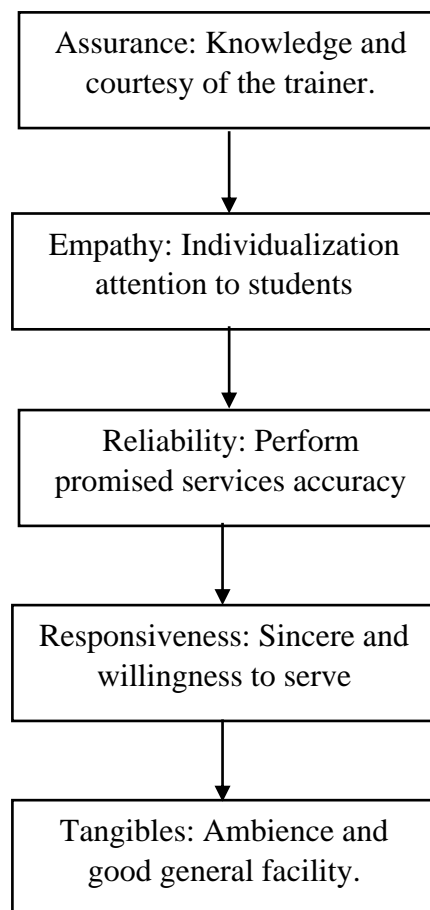 Assurance: Knowledge and
courtesy of the trainer.
Empathy: Individualization
attention to students
Reliability: Perform
promised services accuracy
Responsiveness: Sincere and
willingness to serve
Tangibles: Ambience and
good general facility.